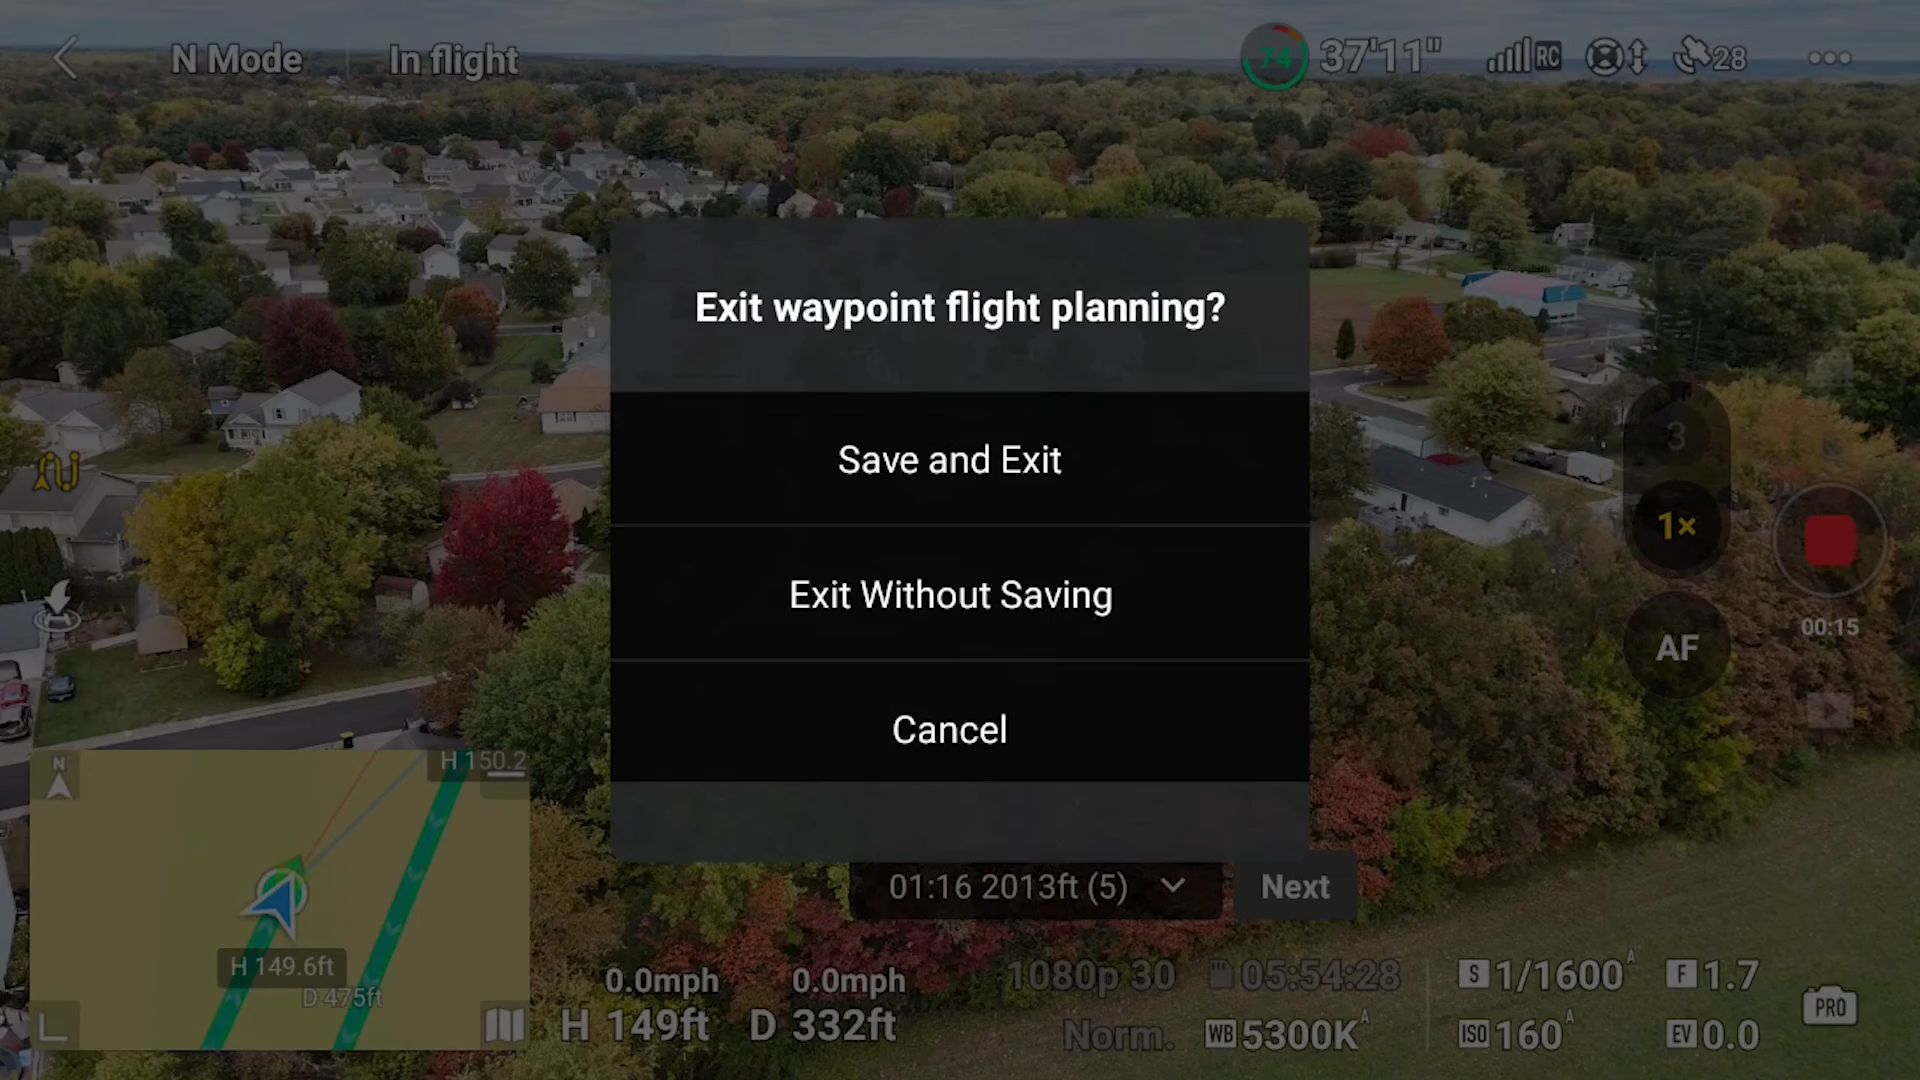 N Mode
In flight
74
37'11"
RC
28
Exit waypoint flight planning?
Save and Exit
Exit Without Saving
Cancel
3
1×
AF
00:15
N
H 150.2
H 149.6ft
D 475ft
01:16 2013ft (5)
Next
0.0mph
0.0mph
H 149ft
D 332ft
1080p 30
05:54:28
Norm.
WB 5300K A
S 1/1600 A
F 1.7
ISO 160 A
EV 0.0
PRO